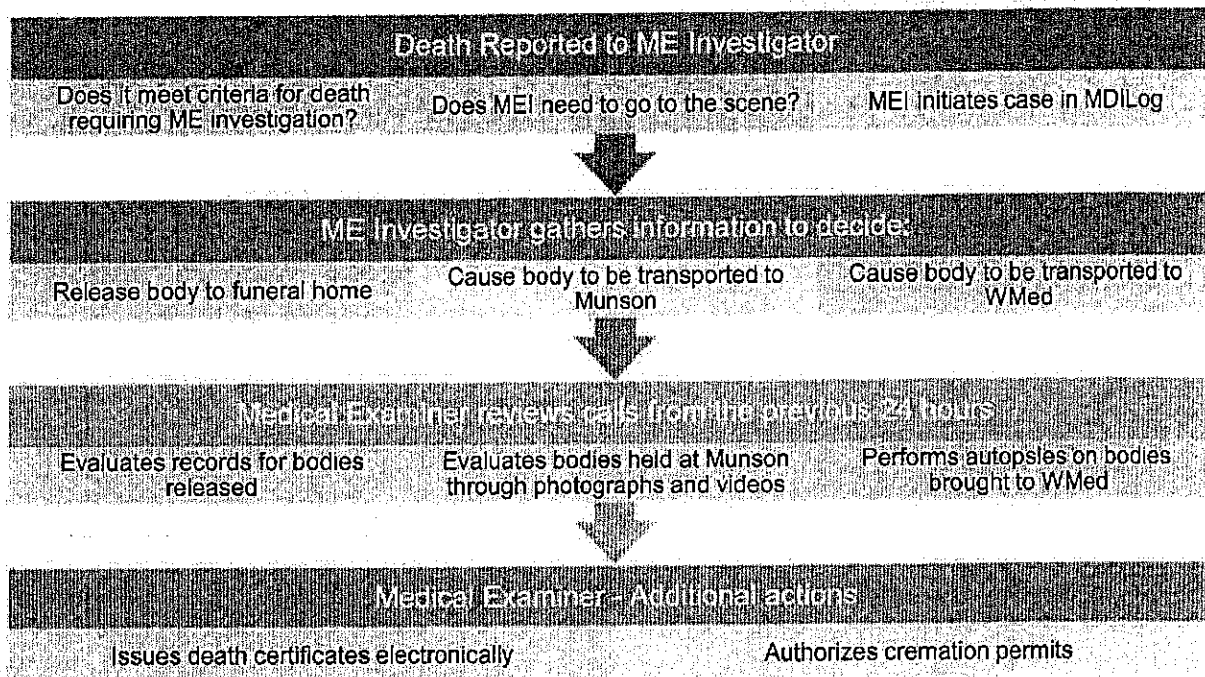 Death Reported to ME Investigator
Does it meet criteria for death
requiring ME investigation?
Does MEI need to go to the scene?
MEI initiates case in MDILog
ME Investigator gathers information to decide:
Release body to funeral home
Cause body to be transported to
Munson
Cause body to be transported to
WMed
Medical Examiner reviews calls from the previous 24 hours
Evaluates records for bodies
released
Evaluates bodies held at Munson
through photographs and videos
Performs autopsies on bodies
brought to WMed
Medical Examiner - Additional actions
Issues death certificates electronically
Authorizes cremation permits